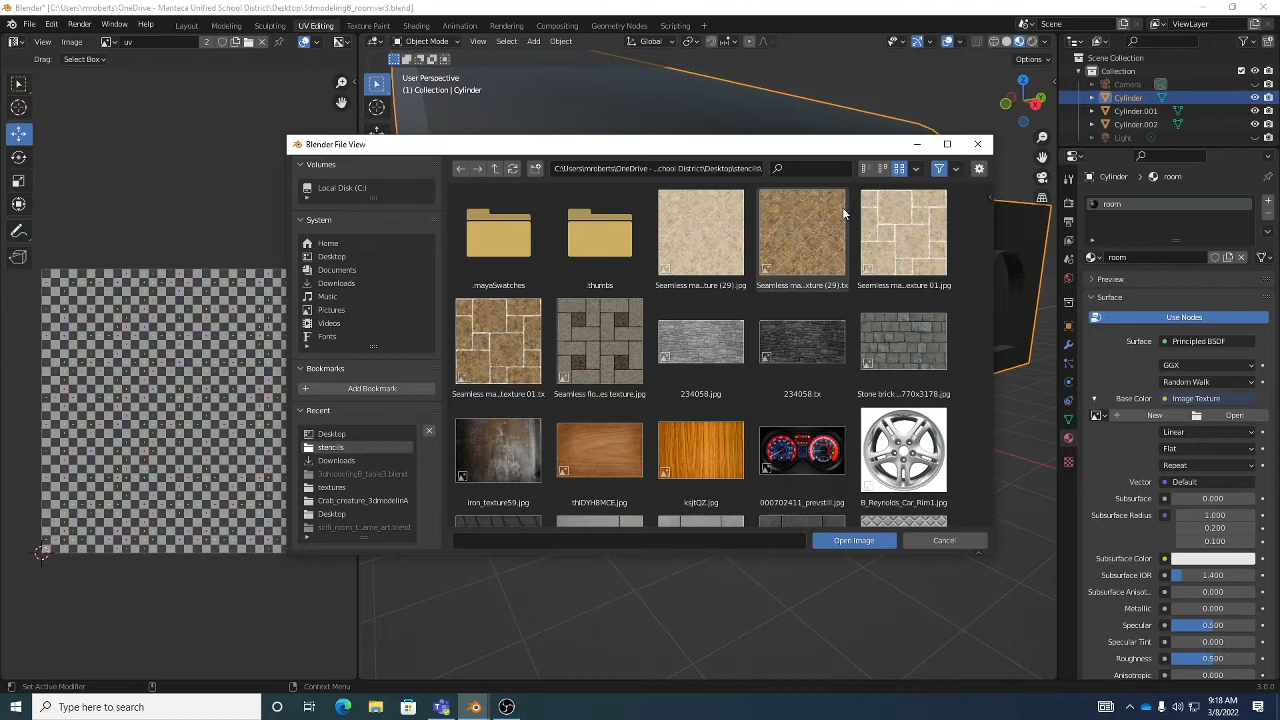 Blender* [C:\Users\mroberts\OneDrive - Manteca Unified School District\Desktop\3dmodelingB_roomver3.blend]
File Edit Render Window Help Layout Modeling Sculpting UV Editing Texture Paint Shading Animation Rendering Compositing Geometry Nodes Scripting + Scene ViewLayer
View Image uv 2 Object Mode View Select Add Object Global
Drag: Select Box Options
User Perspective
(1) Collection | Cylinder
Scene Collection
Collection
Camera
Cylinder
Cylinder.001
Cylinder.002
Light
Blender File View
Volumes
Local Disk (C:)
System
Home
Desktop
Documents
Downloads
Music
Pictures
Videos
Fonts
Bookmarks
Add Bookmark
Recent
Desktop
stencils
Downloads
3dmodelingB_table3.blend
textures
Crab_creature_3dmodelinA
Desktop
scifi_room_t...ame_art.blend
C:\Users\mroberts\OneDrive - ...chool District\Desktop\stencils\
.mayaSwatches .thumbs Seamless ma...ture (29).jpg Seamless ma...xture (29).tx Seamless ma...exture 01.jpg
Seamless ma...texture 01.tx Seamless flo...es texture.jpg 234058.jpg 234058.tx Stone brick ...770x3178.jpg
iron_texture59.jpg thIDYH8MCE.jpg ksjtQZ.jpg 000702411_prevstill.jpg B_Reynolds_Car_Rim1.jpg
Open Image Cancel
Cylinder room
room
room
Preview
Surface
Use Nodes
Surface Principled BSDF
GGX
Random Walk
Base Color Image Texture
New Open
Linear
Flat
Repeat
Vector Default
Subsurface 0.000
Subsurface Radius 1.000
0.200
0.100
Subsurface Color
Subsurface IOR 1.400
Subsurface Anisot... 0.000
Metallic 0.000
Specular 0.500
Specular Tint 0.000
Roughness 0.500
Anisotropic 0.000
Set Active Modifier Context Menu 3.0.0
Type here to search
9:18 AM
3/8/2022